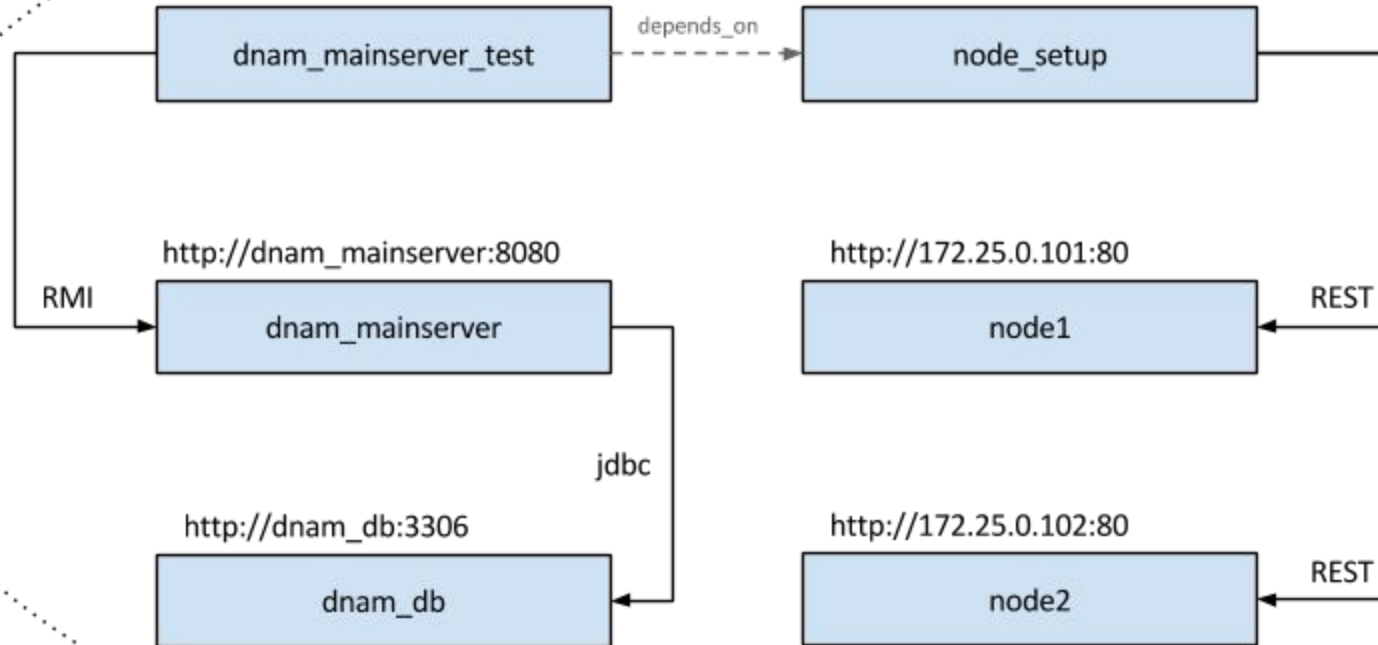 depends_on
dnam_mainserver_test
node_setup
http://dnam_mainserver:8080
http://172.25.0.101:80
RMI
REST
dnam_mainserver
node1
jdbc
http://dnam_db:3306
http://172.25.0.102:80
REST
dnam_db
node2